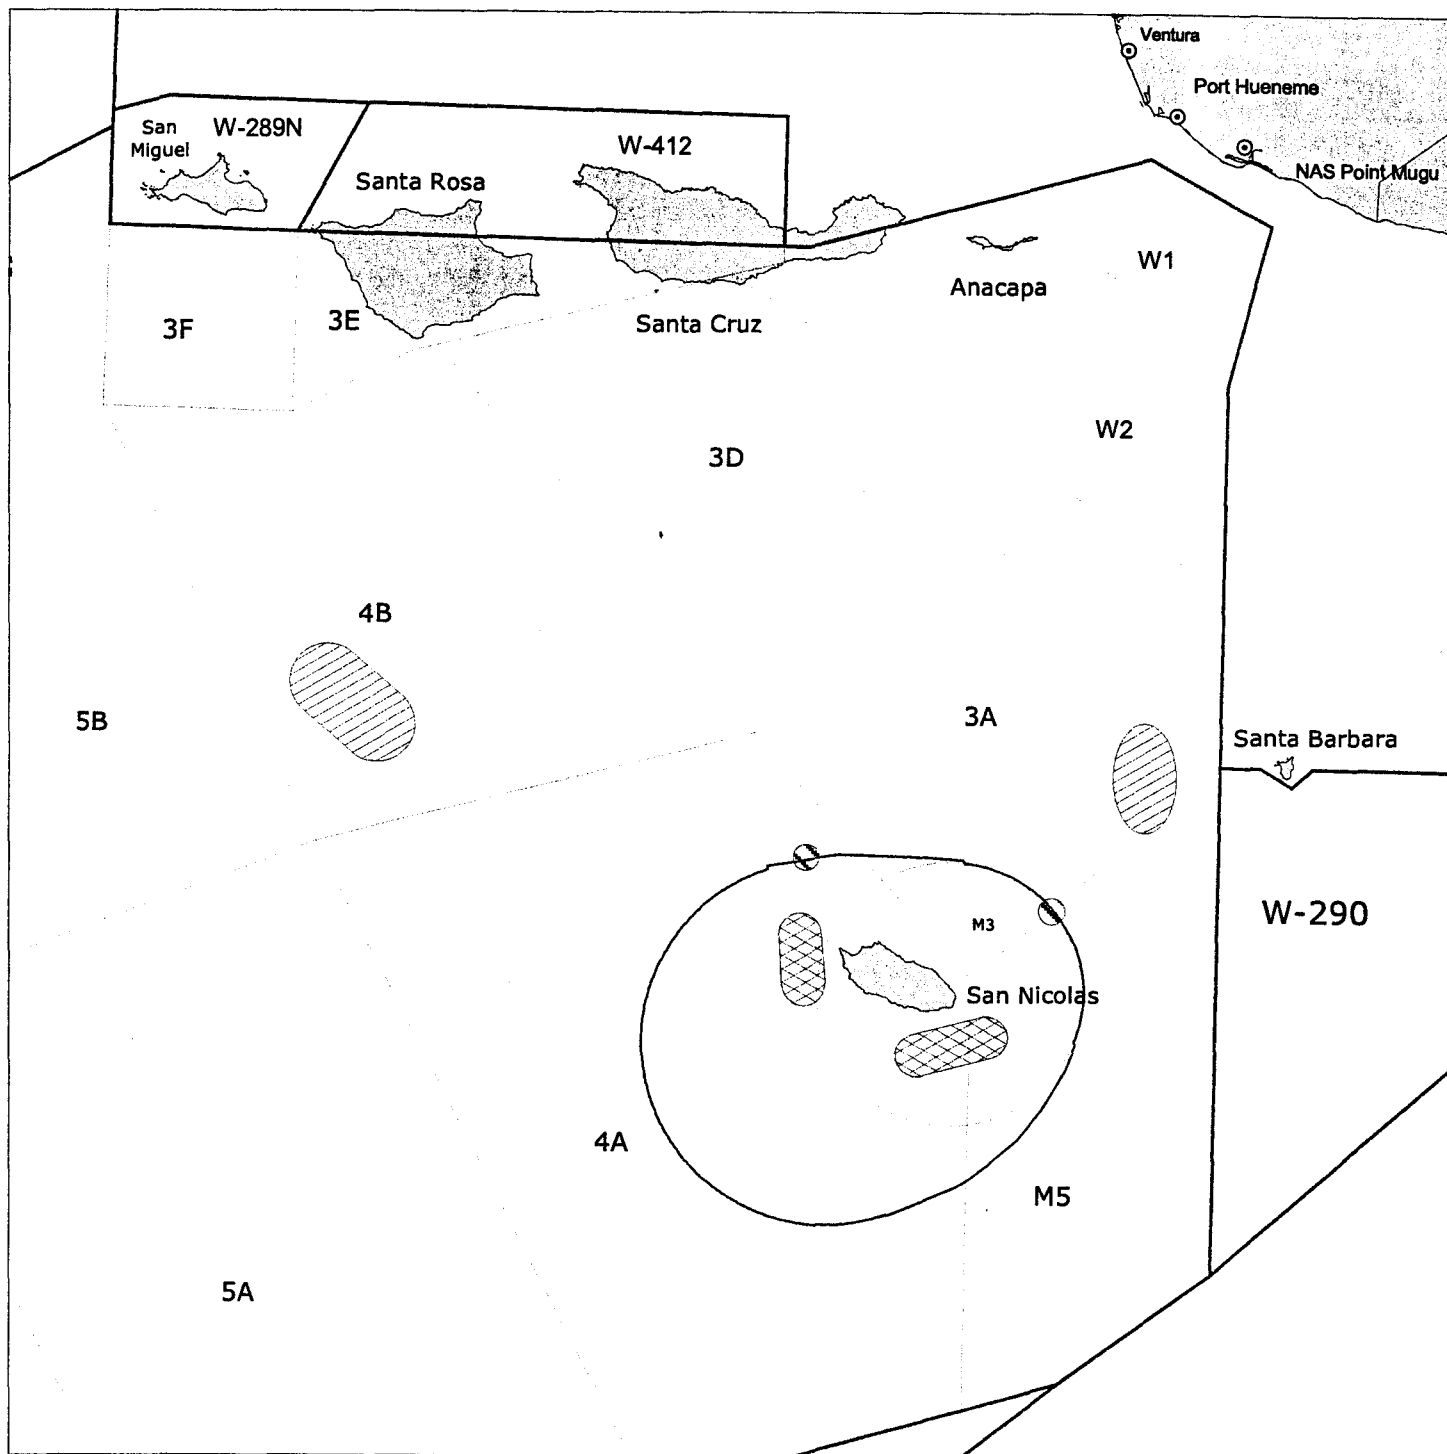 Ventura
Port Hueneme
San
Miguel
W-289N
W-412
NAS Point Mugu
Santa Rosa
W1
Anacapa
3F
3E
Santa Cruz
W2
3D
4B
5B
3A
Santa Barbara
W-290
M3
San Nicolas
4A
M5
5A